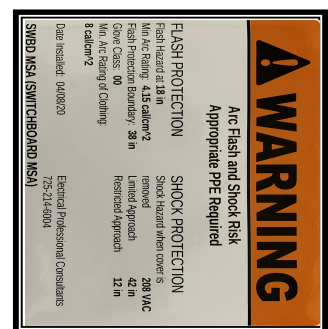 WARNING
Arc Flash and Shock Risk
Appropriate PPE Required
FLASH PROTECTION
Flash Hazard at 18 in
Min Arc Rating: 4.15 cal/cm^2
Flash Protection Boundary: 38 in
Glove Class: 00
Min. Arc Rating of Clothing:
8 cal/cm^2
SHOCK PROTECTION
Shock Hazard when cover is
removed 208 VAC
Limited Approach 42 in
Restricted Approach 12 in
Date Installed: 04/08/20
Electrical Professional Consultants
725-214-6004
SWBD MSA (SWITCHBOARD MSA)